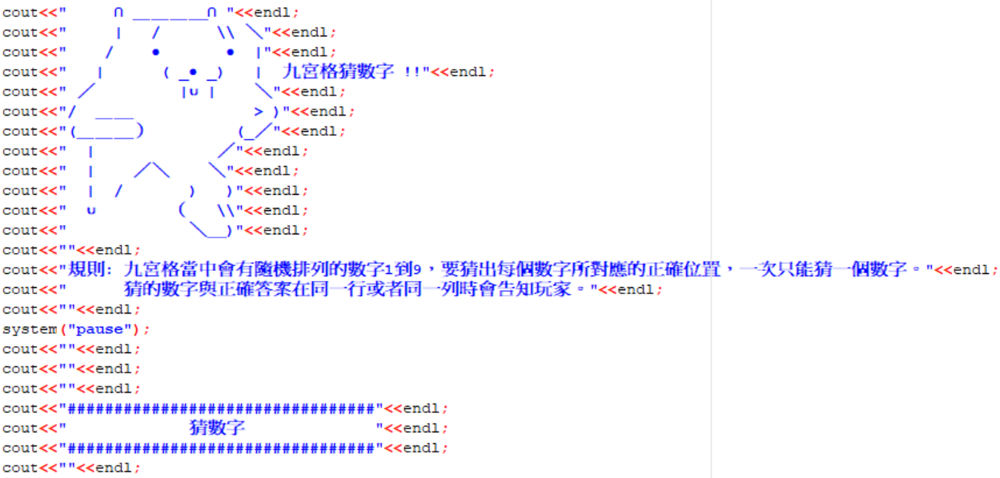 cout<<"     ∩ ________∩ "<<endl;
cout<<"     |   /      \\ ＼"<<endl;
cout<<"    /    •       •  |"<<endl;
cout<<"   |      ( _• _)   |  九宮格猜數字 !!"<<endl;
cout<<" ／         |∪ |    ＼"<<endl;
cout<<"/  ____             > )"<<endl;
cout<<"(______)          (_／"<<endl;
cout<<"  |             ／"<<endl;
cout<<"  |    ／＼    ＼"<<endl;
cout<<"  |  /       )   )"<<endl;
cout<<"  ∪         (   \\"<<endl;
cout<<"             ＼__)"<<endl;
cout<<""<<endl;
cout<<"規則: 九宮格當中會有隨機排列的數字1到9，要猜出每個數字所對應的正確位置，一次只能猜一個數字。"<<endl;
cout<<"      猜的數字與正確答案在同一行或者同一列時會告知玩家。"<<endl;
cout<<""<<endl;
system("pause");
cout<<""<<endl;
cout<<""<<endl;
cout<<""<<endl;
cout<<"#################################"<<endl;
cout<<"             猜數字              "<<endl;
cout<<"#################################"<<endl;
cout<<""<<endl;